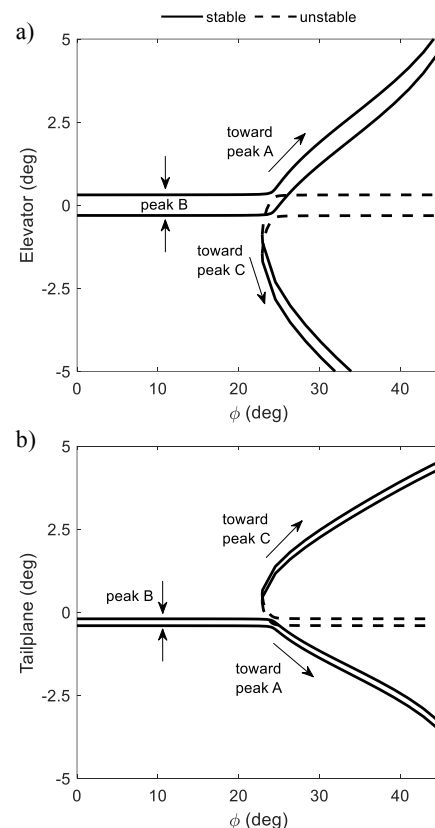 stable unstable
a)
5
2.5
0
-2.5
-5
Elevator (deg)
toward
peak A
peak B
toward
peak C
0 10 20 30 40
ϕ (deg)
b)
5
2.5
0
-2.5
-5
Tailplane (deg)
toward
peak C
peak B
toward
peak A
0 10 20 30 40
ϕ (deg)